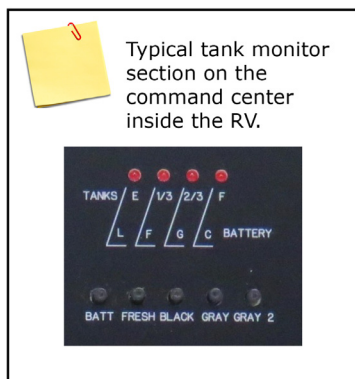 Typical tank monitor
section on the
command center
inside the RV.
TANKS E 1/3 2/3 F
L F G C BATTERY
BATT FRESH BLACK GRAY GRAY 2